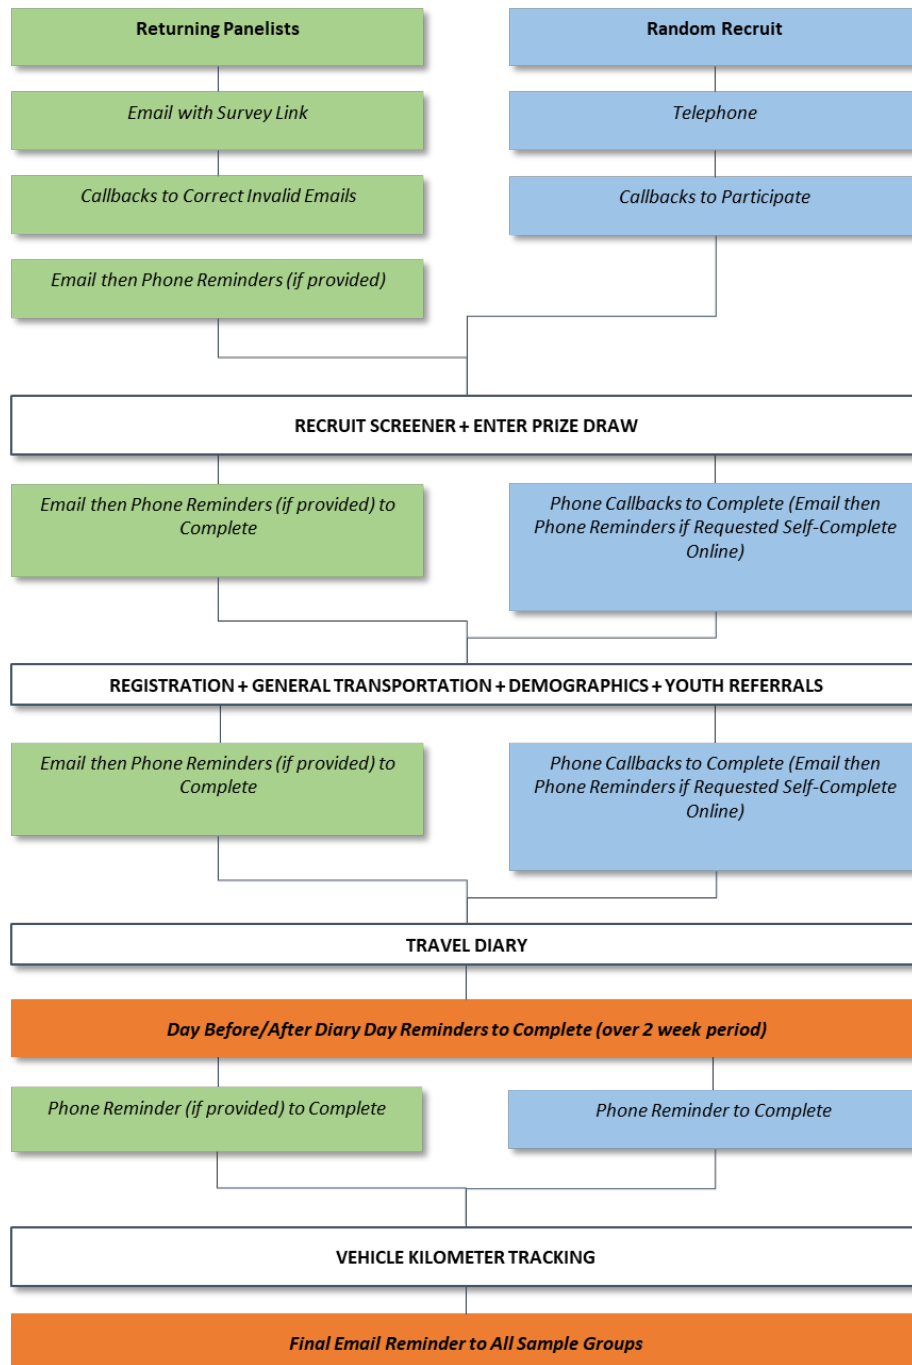 Returning Panelists
Random Recruit
Email with Survey Link
Telephone
Callbacks to Correct Invalid Emails
Callbacks to Participate
Email then Phone Reminders (if provided)
RECRUIT SCREENER + ENTER PRIZE DRAW
Email then Phone Reminders (if provided) to
Complete
Phone Callbacks to Complete (Email then
Phone Reminders if Requested Self-Complete
Online)
REGISTRATION + GENERAL TRANSPORTATION + DEMOGRAPHICS + YOUTH REFERRALS
Email then Phone Reminders (if provided) to
Complete
Phone Callbacks to Complete (Email then
Phone Reminders if Requested Self-Complete
Online)
TRAVEL DIARY
Day Before/After Diary Day Reminders to Complete (over 2 week period)
Phone Reminder (if provided) to Complete
Phone Reminder to Complete
VEHICLE KILOMETER TRACKING
Final Email Reminder to All Sample Groups